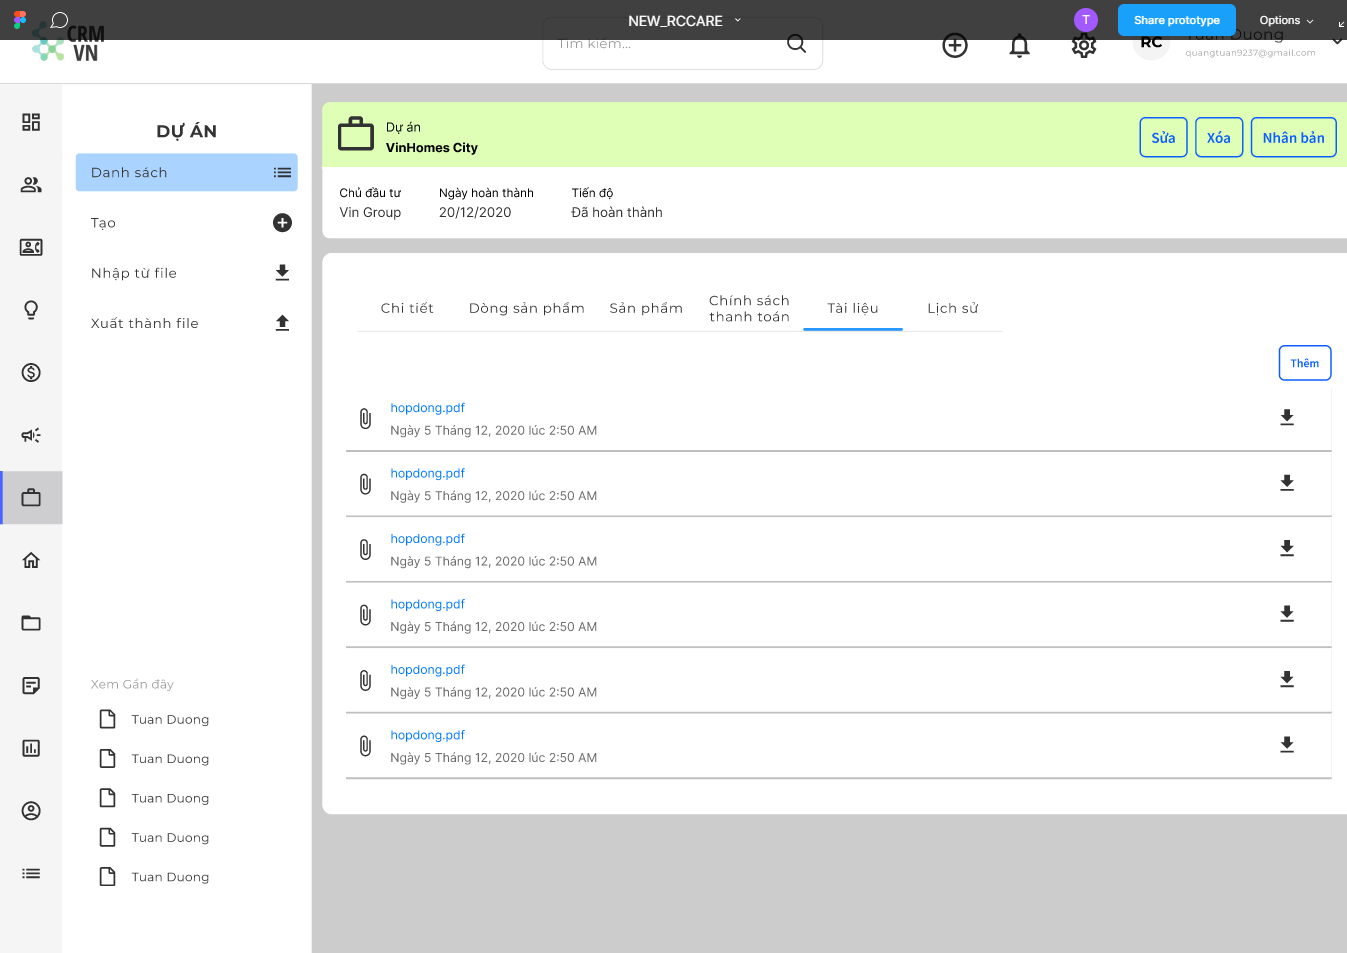 NEW_RCCARE
T
Share prototype
Options
CRM
VN
Tìm kiếm...
RC
Tuan Duong
quangtuan9237@gmail.com
DỰ ÁN
Danh sách
Tạo
Nhập từ file
Xuất thành file
Xem Gần đây
Tuan Duong
Tuan Duong
Tuan Duong
Tuan Duong
Tuan Duong
Dự án
VinHomes City
Sửa
Xóa
Nhân bản
Chủ đầu tư
Ngày hoàn thành
Tiến độ
Vin Group
20/12/2020
Đã hoàn thành
Chi tiết
Dòng sản phẩm
Sản phẩm
Chính sách
thanh toán
Tài liệu
Lịch sử
Thêm
hopdong.pdf
Ngày 5 Tháng 12, 2020 lúc 2:50 AM
hopdong.pdf
Ngày 5 Tháng 12, 2020 lúc 2:50 AM
hopdong.pdf
Ngày 5 Tháng 12, 2020 lúc 2:50 AM
hopdong.pdf
Ngày 5 Tháng 12, 2020 lúc 2:50 AM
hopdong.pdf
Ngày 5 Tháng 12, 2020 lúc 2:50 AM
hopdong.pdf
Ngày 5 Tháng 12, 2020 lúc 2:50 AM